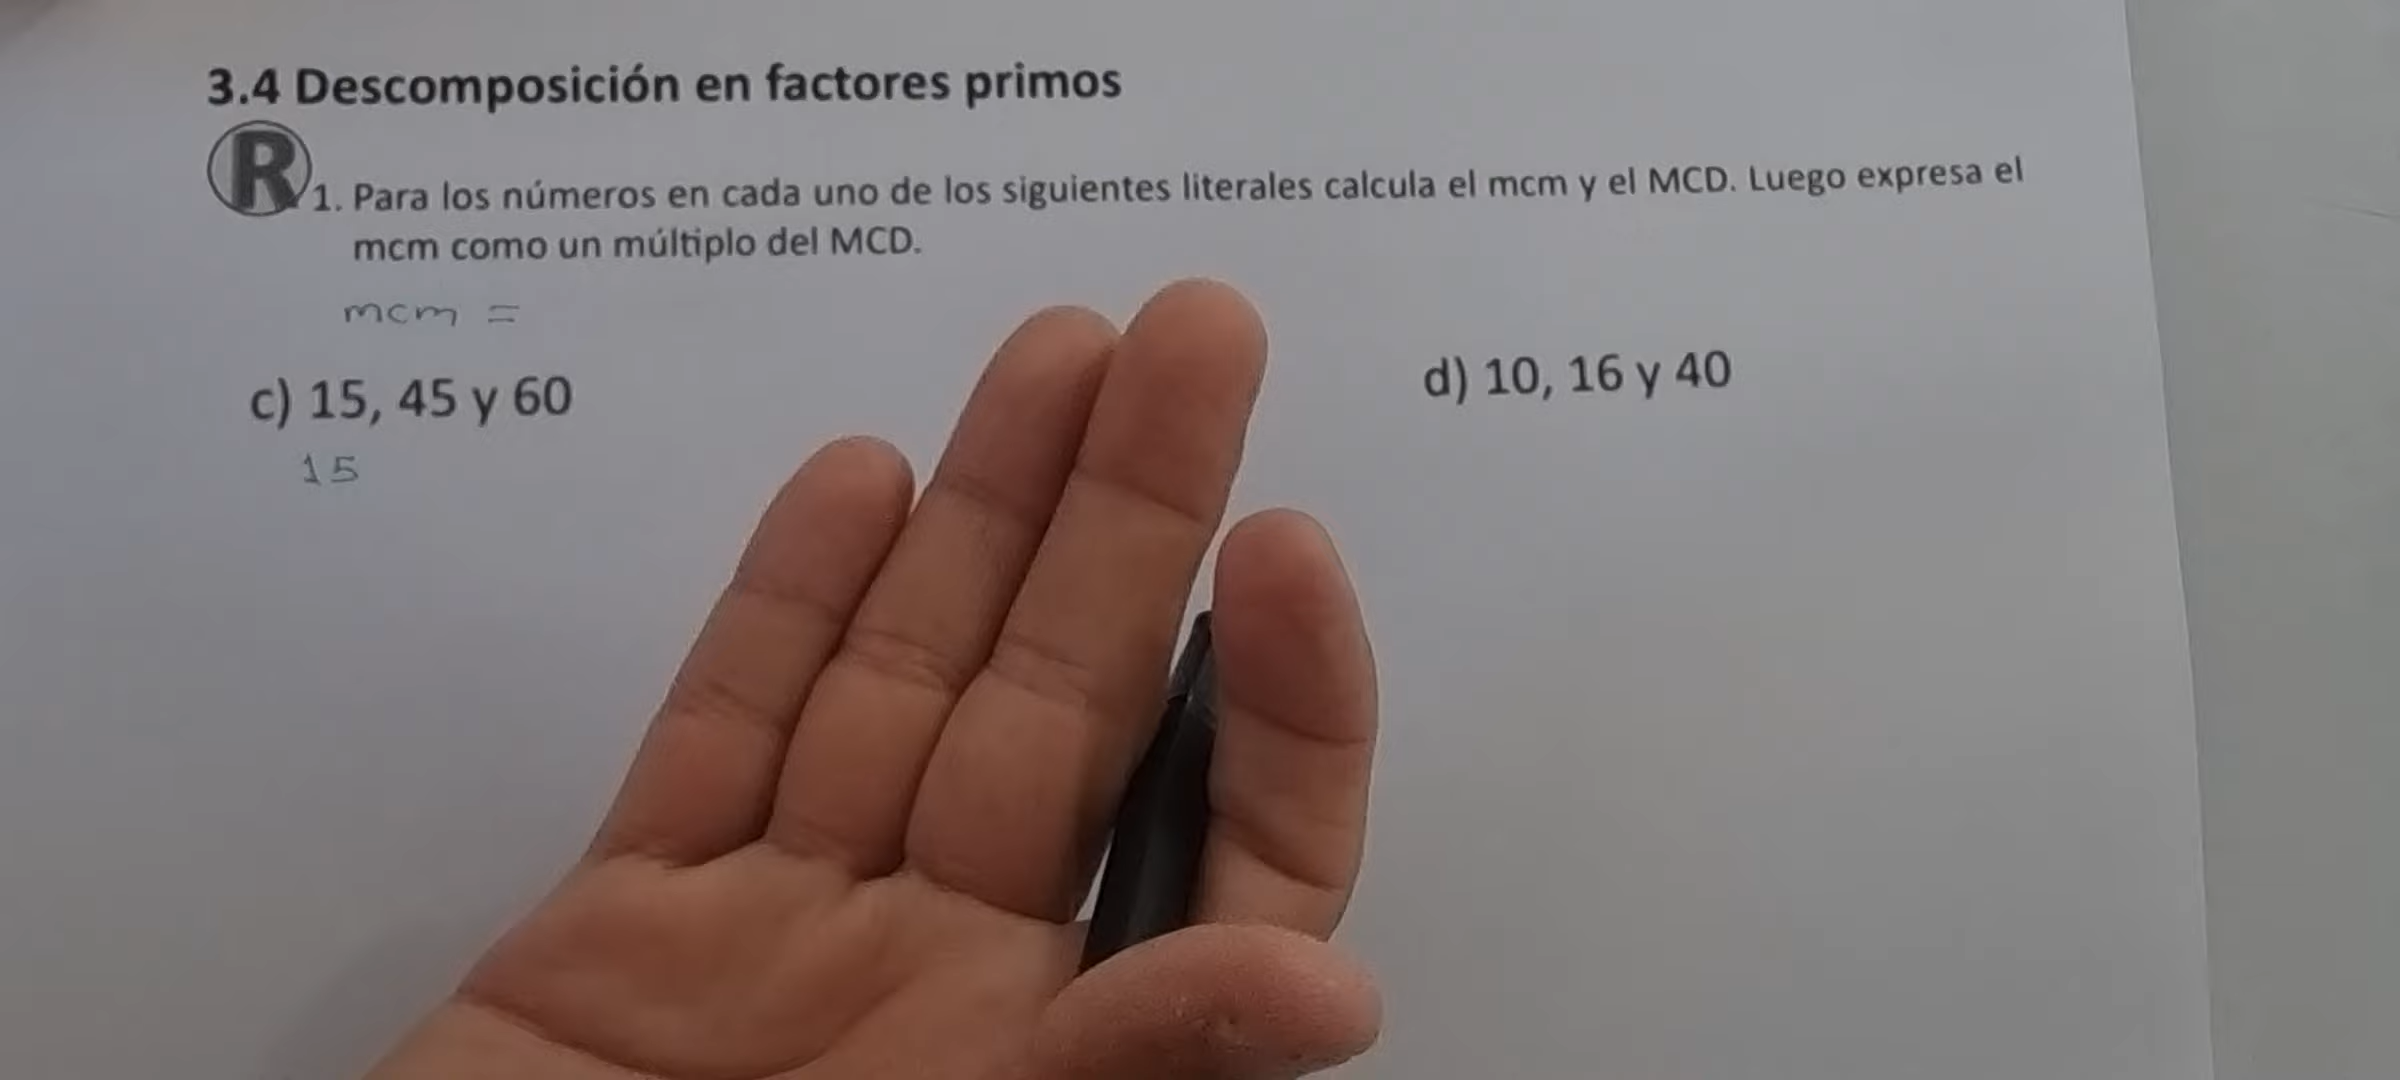 3.4 Descomposición en factores primos
R 1. Para los números en cada uno de los siguientes literales calcula el mcm y el MCD. Luego expresa el
mcm como un múltiplo del MCD.
mcm =
c) 15, 45 y 60
d) 10, 16 y 40
15